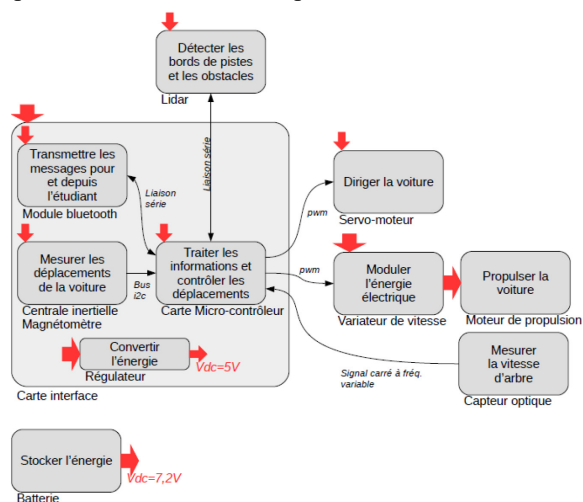 Détecter les
bords de pistes
et les obstacles
Lidar
Liaison série
Transmettre les
messages pour
et depuis
l'étudiant
Module bluetooth
Liaison
série
Diriger la voiture
Servo-moteur
pwm
Mesurer les
déplacements
de la voiture
Centrale inertielle
Magnétomètre
Bus
i2c
Traiter les
informations et
contrôler les
déplacements
Carte Micro-contrôleur
pwm
Moduler
l'énergie
électrique
Variateur de vitesse
Propulser la
voiture
Moteur de propulsion
Convertir
l'énergie
Régulateur
Vdc=5V
Carte interface
Signal carré à fréq.
variable
Mesurer
la vitesse
d'arbre
Capteur optique
Stocker l'énergie
Vdc=7,2V
Batterie